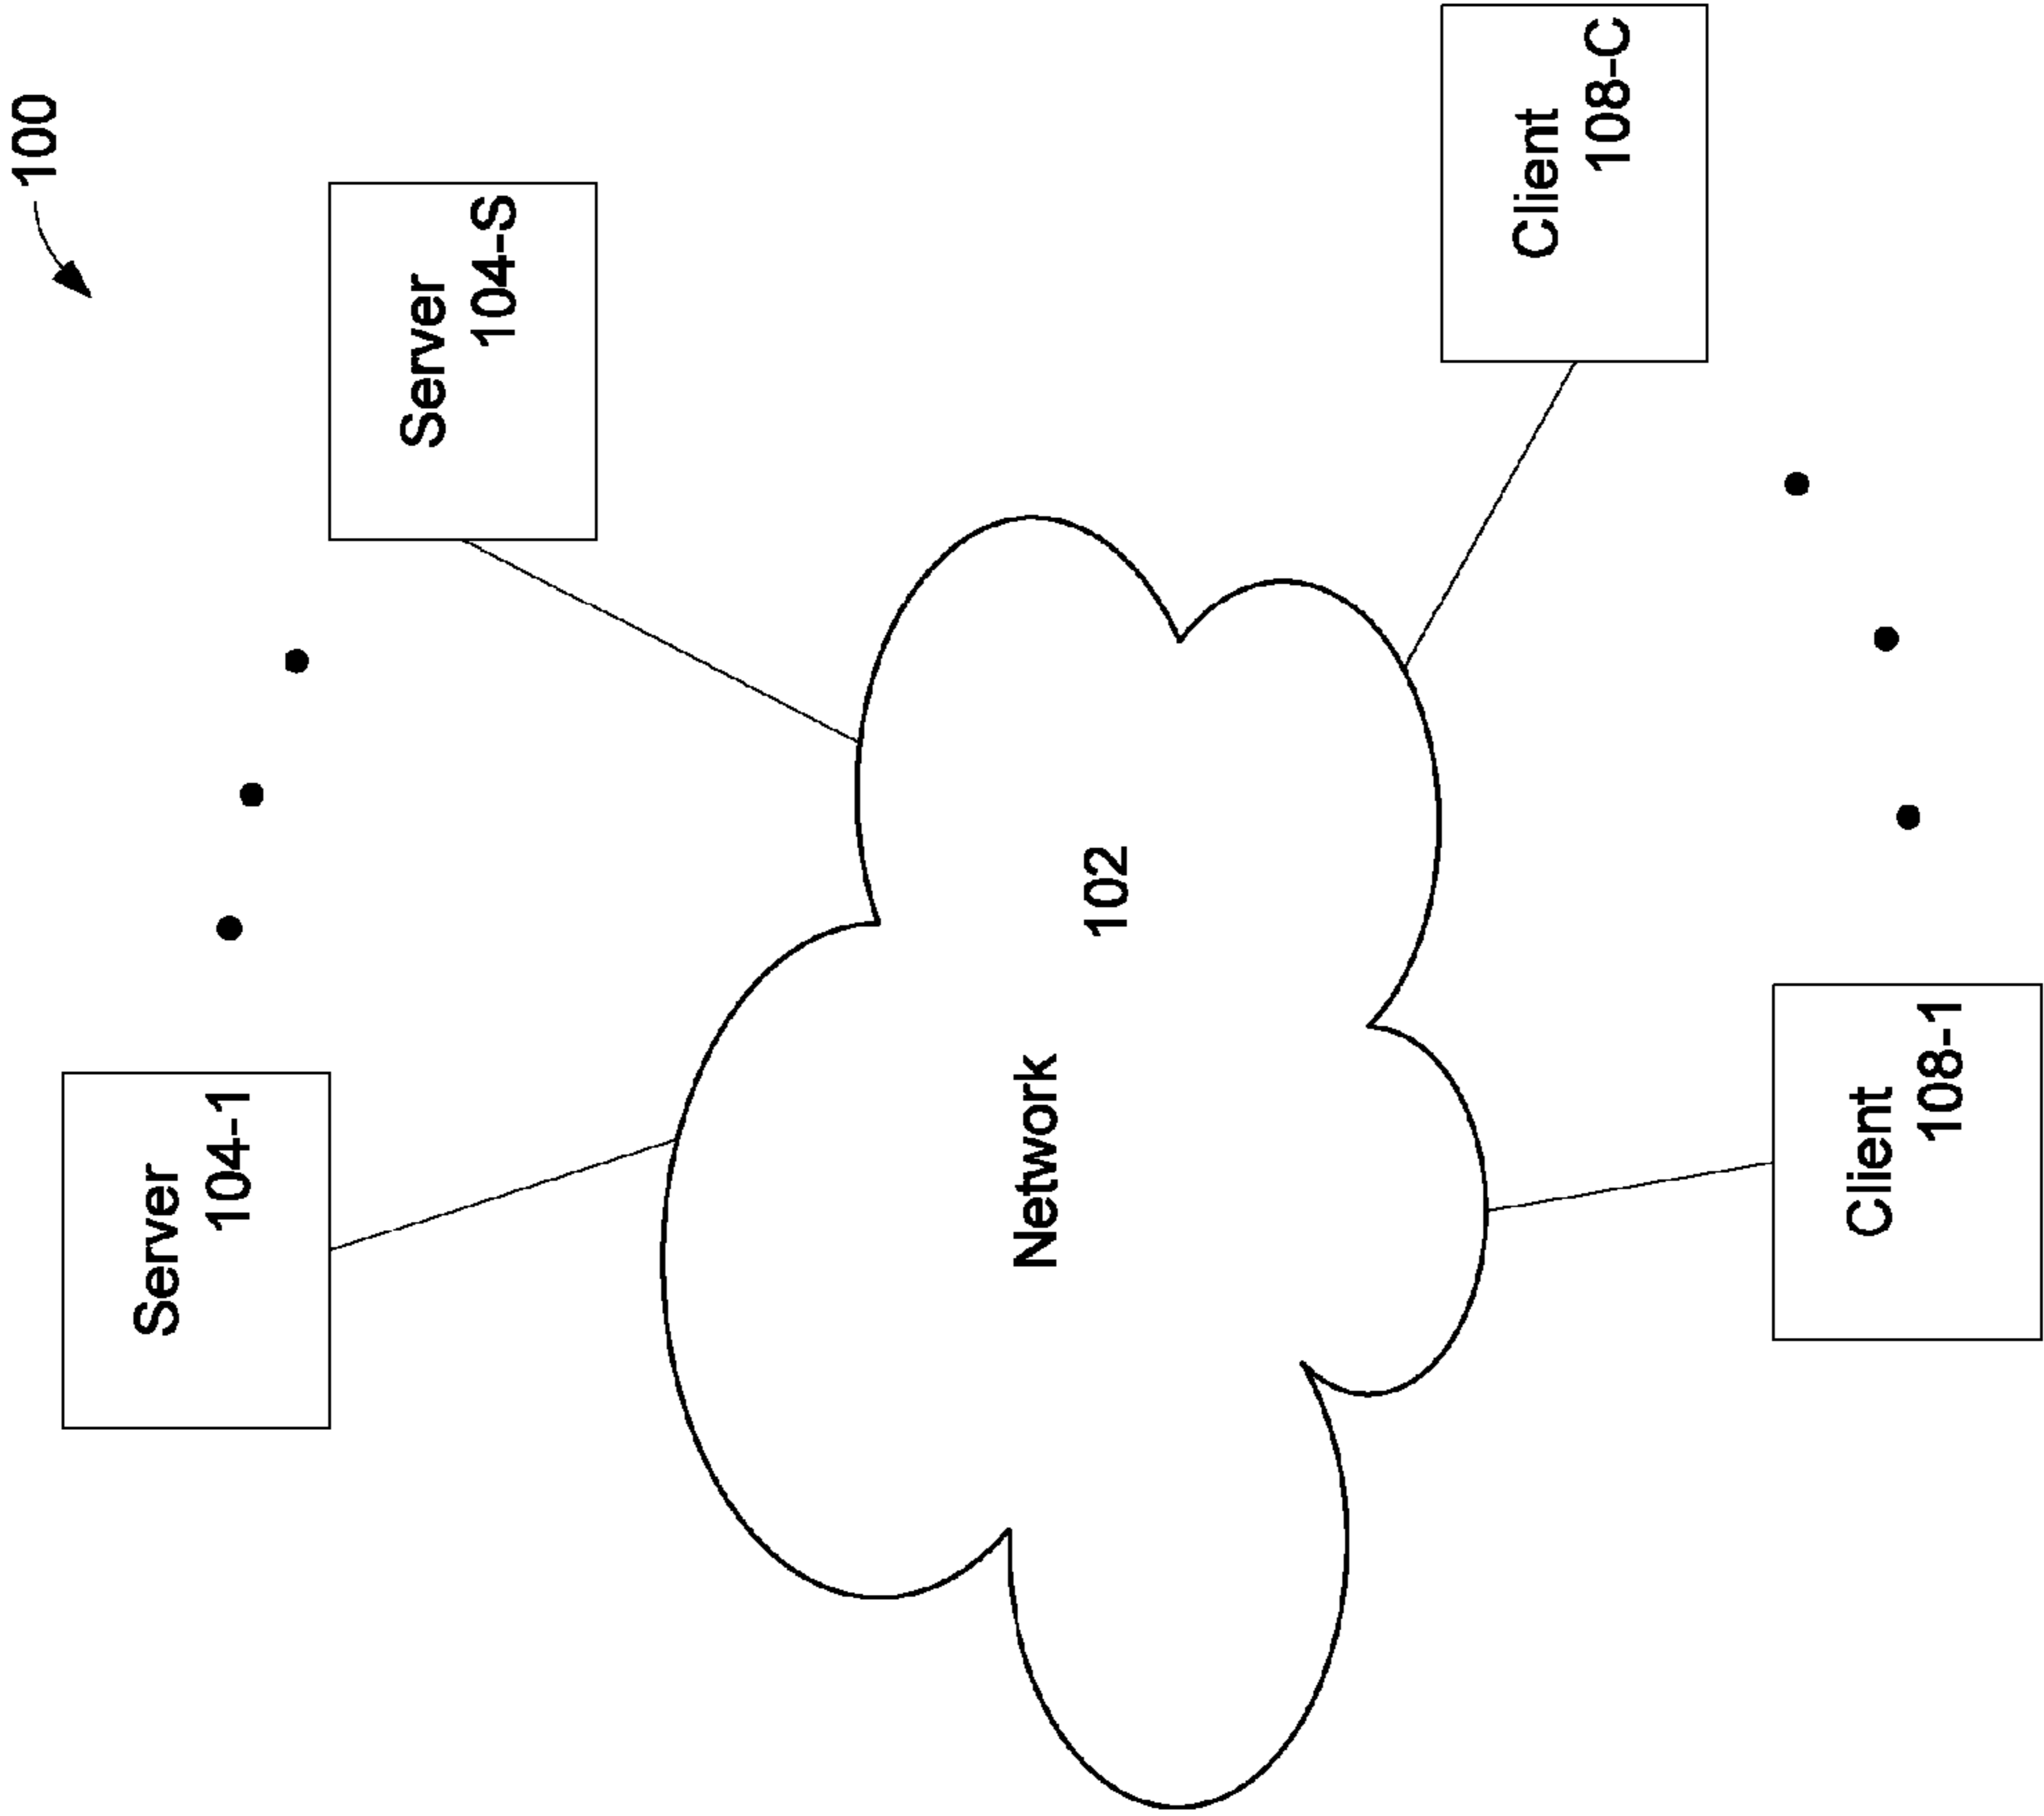 100
Server
104-1
Server
104-S
Network
102
Client
108-1
Client
108-C